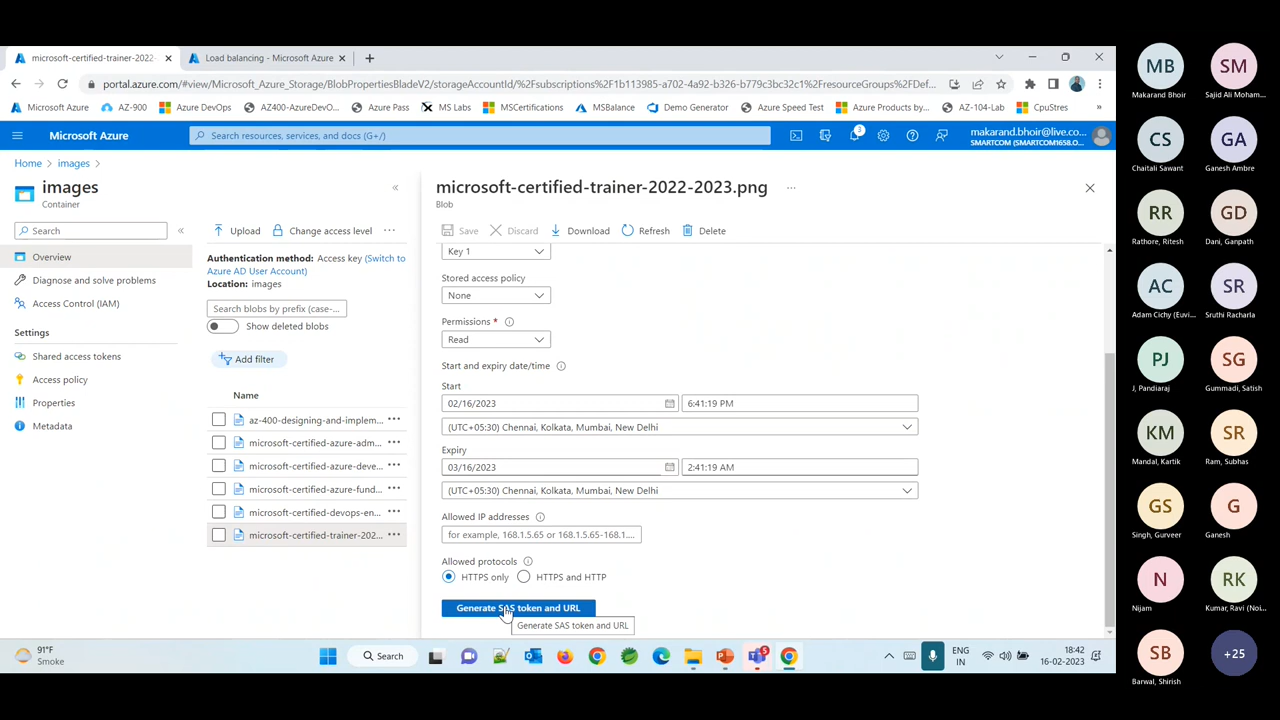 microsoft-certified-trainer-2022-
Load balancing - Microsoft Azure
portal.azure.com/#view/Microsoft_Azure_Storage/BlobPropertiesBladeV2/storageAccountId/%2Fsubscriptions%2F1b113985-a702-4a92-b326-b779c3bc32c1%2FresourceGroups%2FDef...
Microsoft Azure
AZ-900
Azure DevOps
AZ400-AzureDevO...
Azure Pass
MS Labs
MSCertifications
MSBalance
Demo Generator
Azure Speed Test
Azure Products by...
AZ-104-Lab
CpuStres
»
Microsoft Azure
Search resources, services, and docs (G+/)
3
makarand.bhoir@live.co...
SMARTCOM (SMARTCOM1658.O...
Home > images >
images
Container
Search
Overview
Diagnose and solve problems
Access Control (IAM)
Settings
Shared access tokens
Access policy
Properties
Metadata
Upload
Change access level
Authentication method: Access key (Switch to
Azure AD User Account)
Location: images
Search blobs by prefix (case-...
Show deleted blobs
Add filter
Name
az-400-designing-and-implem...
microsoft-certified-azure-adm...
microsoft-certified-azure-deve...
microsoft-certified-azure-fund...
microsoft-certified-devops-en...
microsoft-certified-trainer-202...
microsoft-certified-trainer-2022-2023.png
Blob
Save
Discard
Download
Refresh
Delete
Key 1
Stored access policy
None
Permissions *
Read
Start and expiry date/time
Start
02/16/2023
6:41:19 PM
(UTC+05:30) Chennai, Kolkata, Mumbai, New Delhi
Expiry
03/16/2023
2:41:19 AM
(UTC+05:30) Chennai, Kolkata, Mumbai, New Delhi
Allowed IP addresses
for example, 168.1.5.65 or 168.1.5.65-168.1....
Allowed protocols
HTTPS only
HTTPS and HTTP
Generate SAS token and URL
Generate SAS token and URL
91°F
Smoke
Search
5
ENG
IN
18:42
16-02-2023
MB
Makarand Bhoir
SM
Sajid Ali Moham...
CS
Chaitali Sawant
GA
Ganesh Ambre
RR
Rathore, Ritesh
GD
Dani, Ganpath
AC
Adam Cichy (Euvi...
SR
Sruthi Racharla
PJ
J, Pandiaraj
SG
Gummadi, Satish
KM
Mandal, Kartik
SR
Ram, Subhas
GS
Singh, Gurveer
G
Ganesh
N
Nijam
RK
Kumar, Ravi (Noi...
SB
Barwal, Shirish
+25